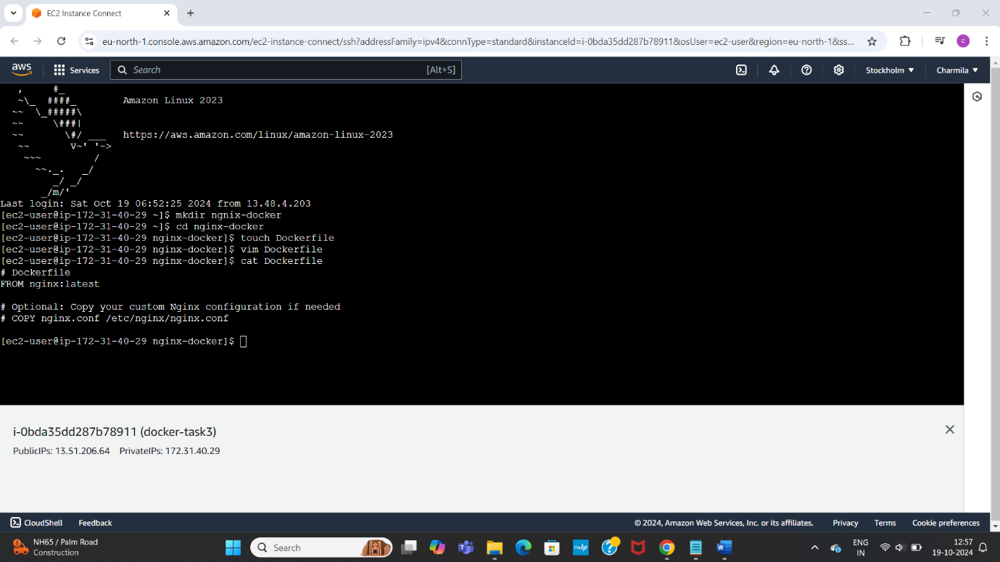 EC2 Instance Connect
eu-north-1.console.aws.amazon.com/ec2-instance-connect/ssh?addressFamily=ipv4&connType=standard&instanceId=i-0bda35dd287b78911&osUser=ec2-user&region=eu-north-1&ss...
C
aws
Services
Search
[Alt+S]
Stockholm
Charmila
   ,     #_
   ~\_  ####_        Amazon Linux 2023
  ~~  \_#####\
  ~~     \###|
  ~~       \#/ ___   https://aws.amazon.com/linux/amazon-linux-2023
   ~~       V~' '->
    ~~~         /
      ~~._.   _/
         _/ _/
       _/m/'
Last login: Sat Oct 19 06:52:25 2024 from 13.48.4.203
[ec2-user@ip-172-31-40-29 ~]$ mkdir ngnix-docker
[ec2-user@ip-172-31-40-29 ~]$ cd nginx-docker
[ec2-user@ip-172-31-40-29 nginx-docker]$ touch Dockerfile
[ec2-user@ip-172-31-40-29 nginx-docker]$ vim Dockerfile
[ec2-user@ip-172-31-40-29 nginx-docker]$ cat Dockerfile
# Dockerfile
FROM nginx:latest
# Optional: Copy your custom Nginx configuration if needed
# COPY nginx.conf /etc/nginx/nginx.conf
[ec2-user@ip-172-31-40-29 nginx-docker]$
i-0bda35dd287b78911 (docker-task3)
PublicIPs: 13.51.206.64 PrivateIPs: 172.31.40.29
CloudShell
Feedback
© 2024, Amazon Web Services, Inc. or its affiliates.
Privacy
Terms
Cookie preferences
NH65 / Palm Road
Construction
Search
myhp
ENG
IN
12:57
19-10-2024